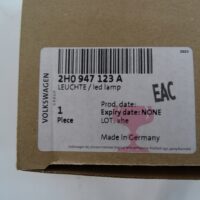 VOLKSWAGEN
2H0 947 123 A
LEUCHTE / led lamp
EAC
1
Piece
Prod. date:
Expiry date: NONE
LOT: ahe
Made in Germany